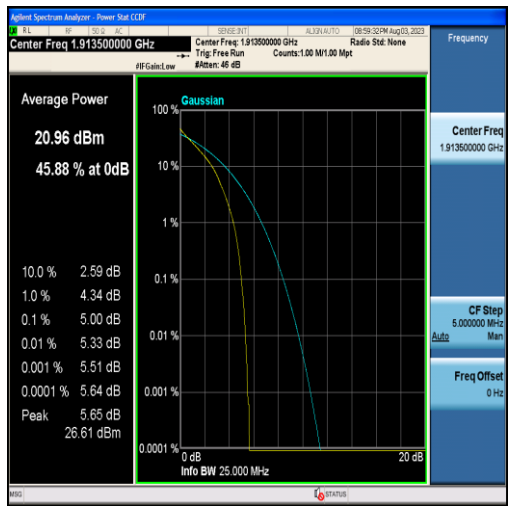 Agilent Spectrum Analyzer - Power Stat CCDF
RL RF 50 Ω AC SENSE:INT ALIGN AUTO 08:59:32PM Aug 03, 2023
Center Freq 1.913500000 GHz
Center Freq: 1.913500000 GHz Radio Std: None
Trig: Free Run Counts:1.00 M/1.00 Mpt
#IFGain:Low #Atten: 46 dB
Frequency
Average Power
20.96 dBm
45.88 % at 0dB
10.0 % 2.59 dB
1.0 % 4.34 dB
0.1 % 5.00 dB
0.01 % 5.33 dB
0.001 % 5.51 dB
0.0001 % 5.64 dB
Peak 5.65 dB
26.61 dBm
Gaussian
100 %
10 %
1 %
0.1 %
0.01 %
0.001 %
0.0001 %
0 dB 20 dB
Info BW 25.000 MHz
Center Freq
1.913500000 GHz
CF Step
5.000000 MHz
Auto Man
Freq Offset
0 Hz
MSG STATUS